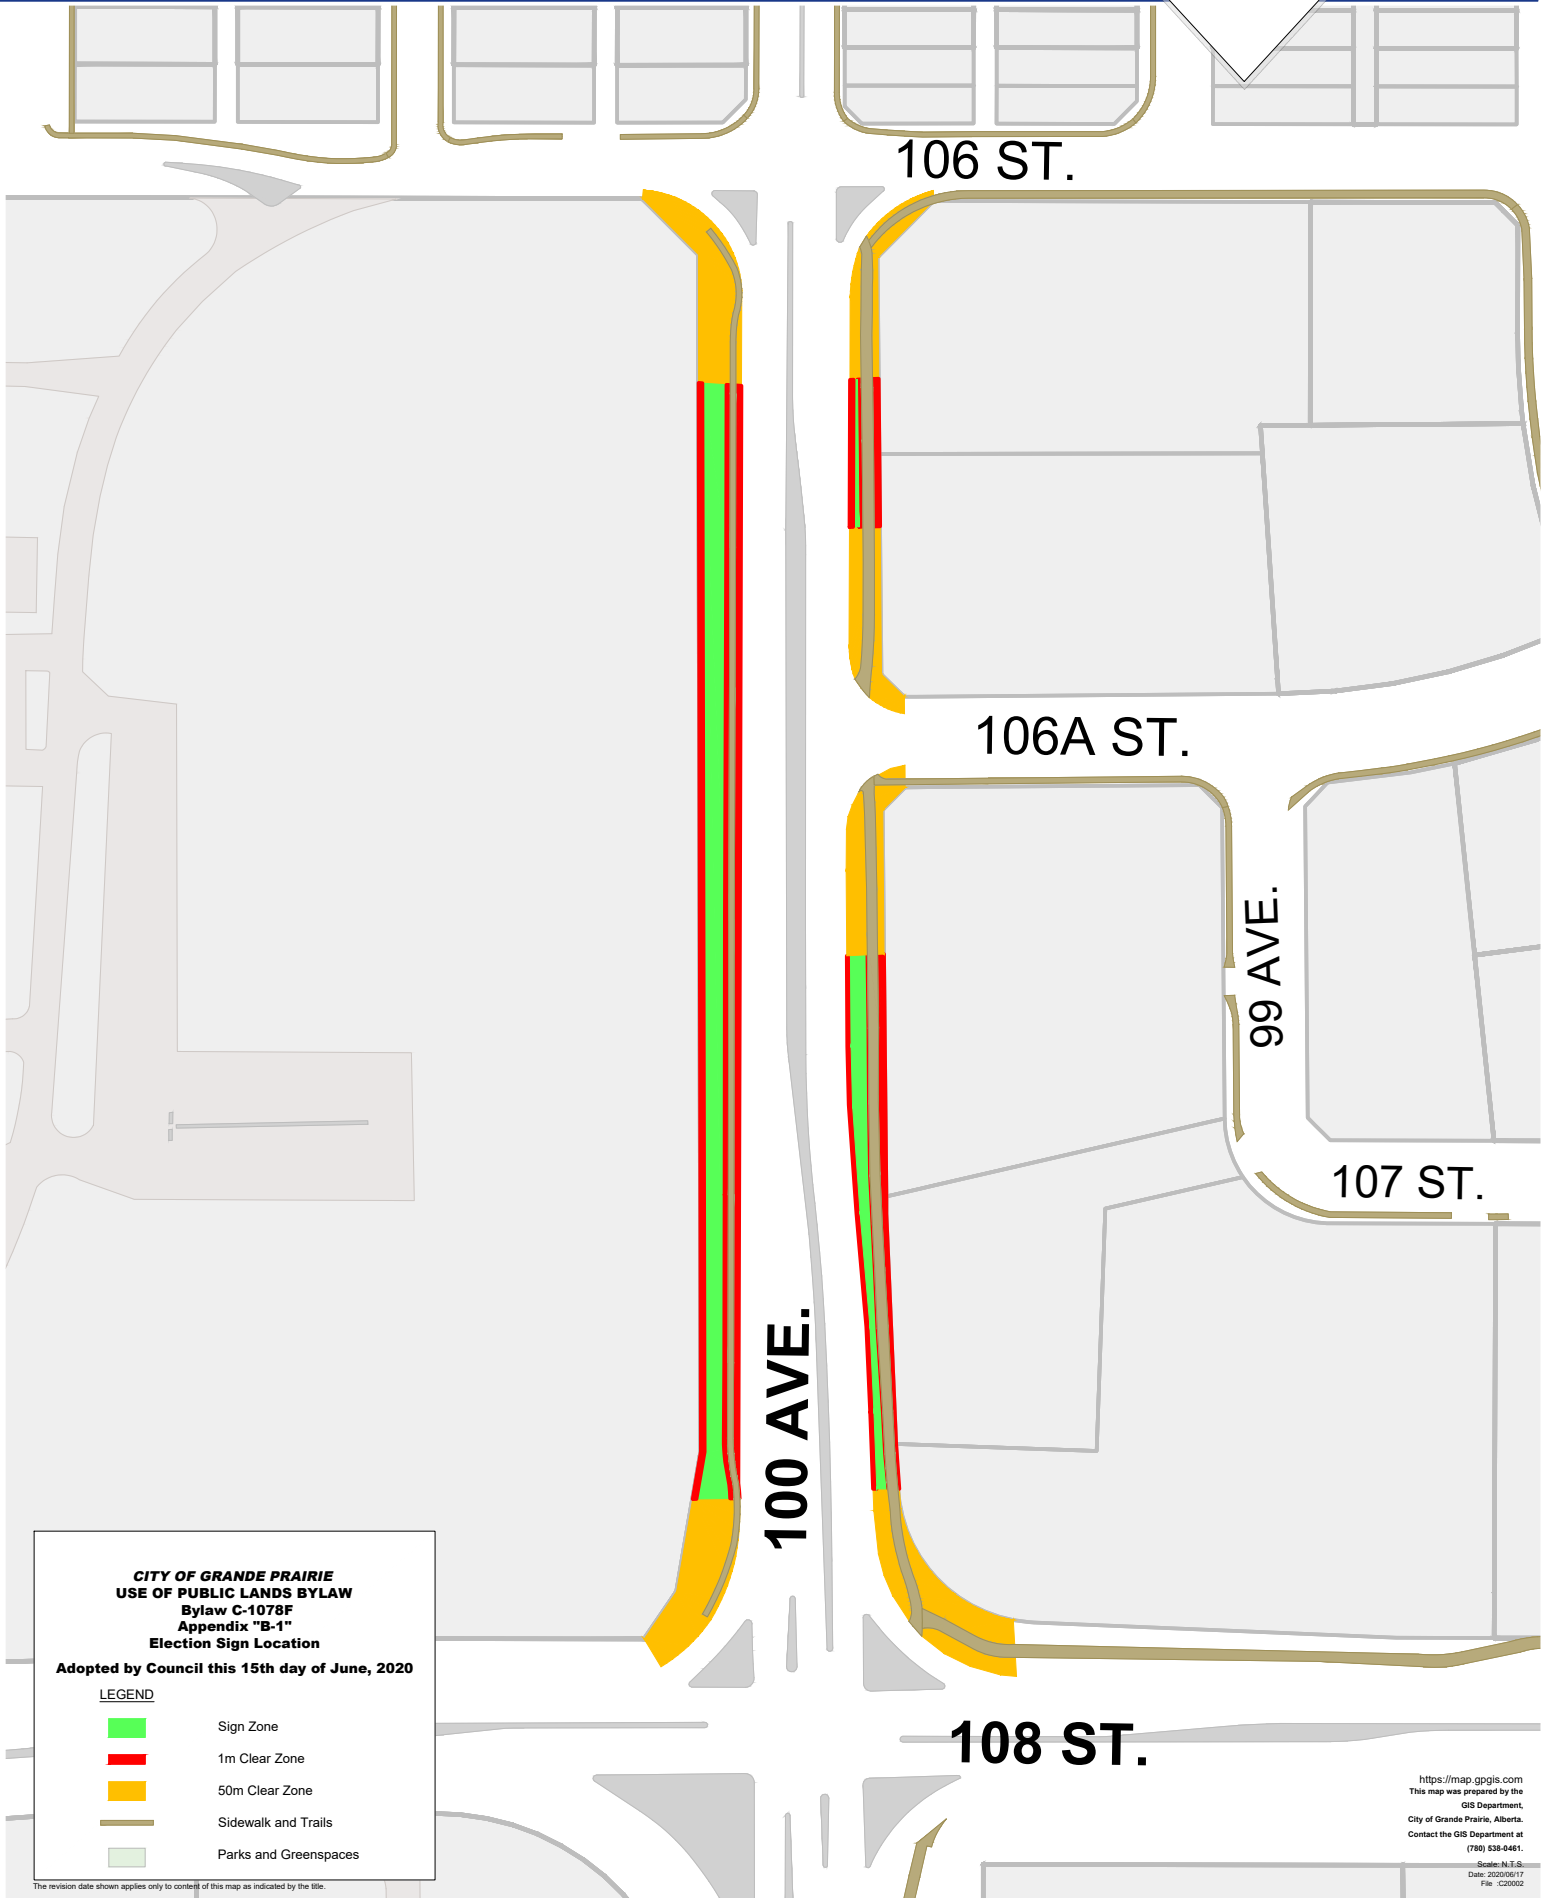 106 ST.
106A ST.
99 AVE.
107 ST.
100 AVE.
108 ST.
CITY OF GRANDE PRAIRIE
USE OF PUBLIC LANDS BYLAW
Bylaw C-1078F
Appendix "B-1"
Election Sign Location
Adopted by Council this 15th day of June, 2020
LEGEND
Sign Zone
1m Clear Zone
50m Clear Zone
Sidewalk and Trails
Parks and Greenspaces
The revision date shown applies only to content of this map as indicated by the title.
https://map.gpgis.com
This map was prepared by the
GIS Department,
City of Grande Prairie, Alberta.
Contact the GIS Department at
(780) 538-0461.
Scale: N.T.S.
Date: 2020/06/17
File :C20002